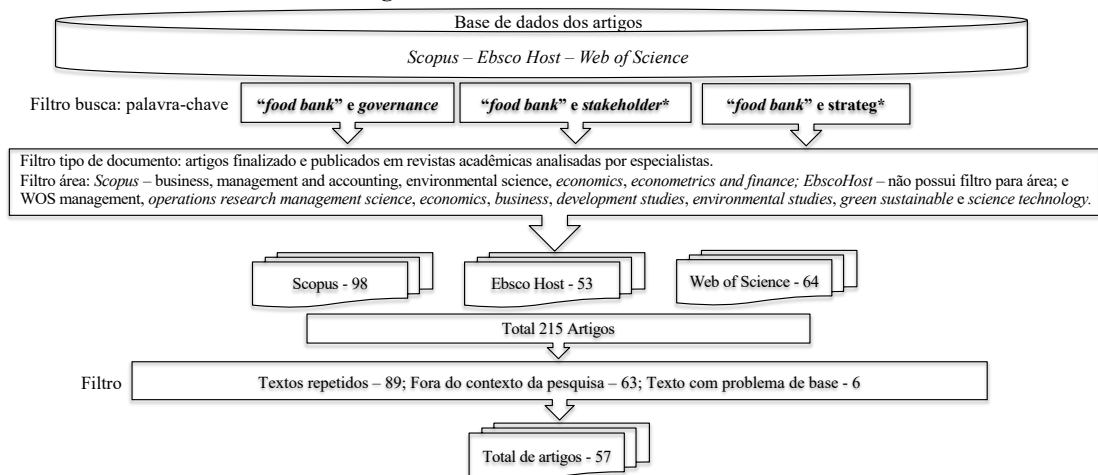 Base de dados dos artigos
Scopus – Ebsco Host – Web of Science
Filtro busca: palavra-chave
“food bank” e governance
“food bank” e stakeholder*
“food bank” e strateg*
Filtro tipo de documento: artigos finalizado e publicados em revistas acadêmicas analisadas por especialistas.
Filtro área: Scopus – business, management and accounting, environmental science, economics, econometrics and finance; EbscoHost – não possui filtro para área; e
WOS management, operations research management science, economics, business, development studies, environmental studies, green sustainable e science technology.
Scopus - 98
Ebsco Host - 53
Web of Science - 64
Total 215 Artigos
Filtro
Textos repetidos – 89; Fora do contexto da pesquisa – 63; Texto com problema de base - 6
Total de artigos - 57